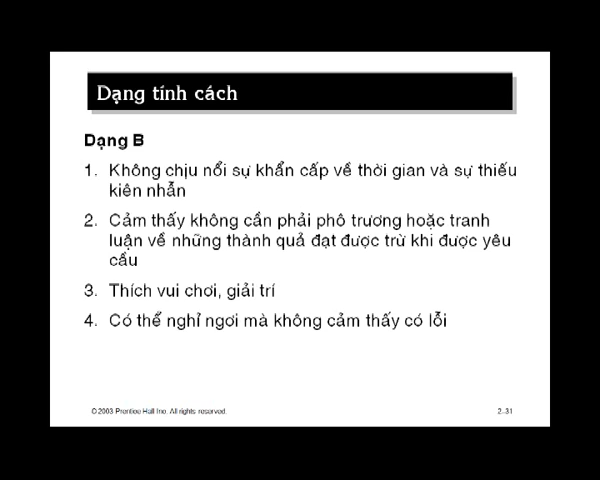 Dạng tính cách
Dạng B
1. Không chịu nổi sự khẩn cấp về thời gian và sự thiếu
kiên nhẫn
2. Cảm thấy không cần phải phô trương hoặc tranh
luận về những thành quả đạt được trừ khi được yêu
cầu
3. Thích vui chơi, giải trí
4. Có thể nghỉ ngơi mà không cảm thấy có lỗi
© 2003 Prentice Hall Inc. All rights reserved.
2–31